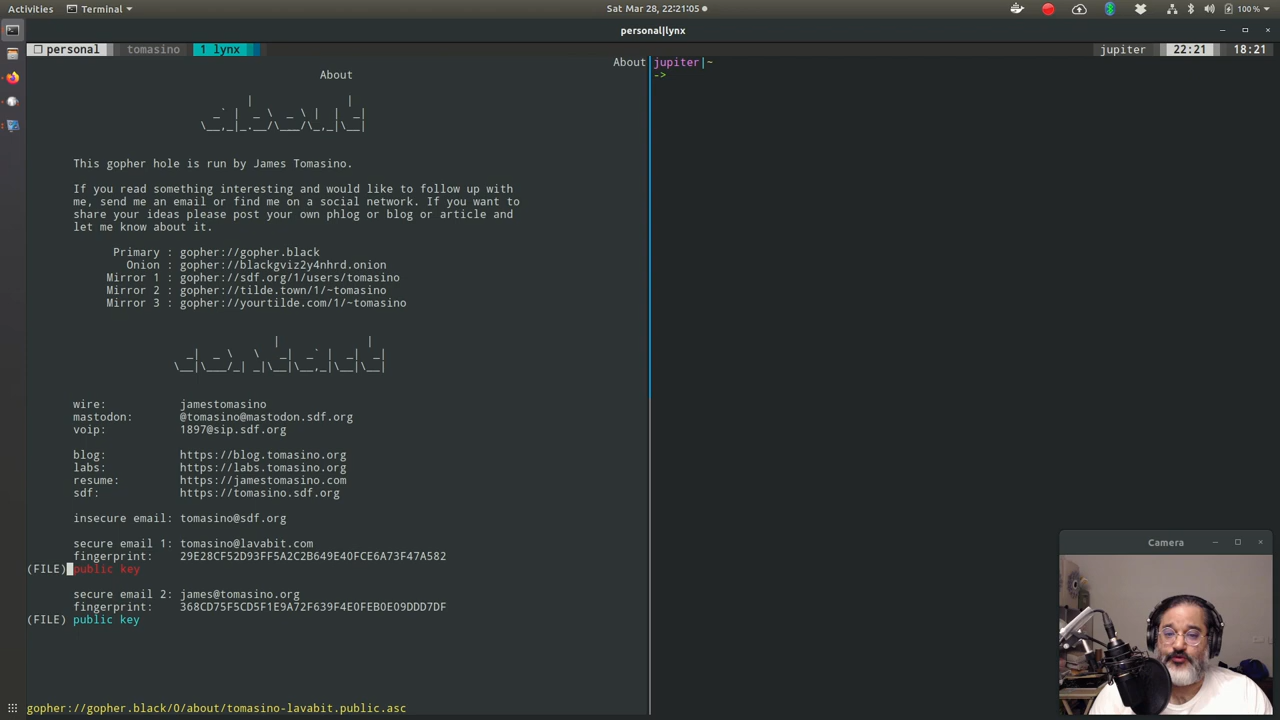 Activities
Terminal
Sat Mar 28, 22:21:05
100 %
personal|lynx
personal
tomasino
1 lynx
jupiter
22:21
18:21
About
jupiter|~
->
About
This gopher hole is run by James Tomasino.
If you read something interesting and would like to follow up with
me, send me an email or find me on a social network. If you want to
share your ideas please post your own phlog or blog or article and
let me know about it.
Primary : gopher://gopher.black
Onion : gopher://blackgviz2y4nhrd.onion
Mirror 1 : gopher://sdf.org/1/users/tomasino
Mirror 2 : gopher://tilde.town/1/~tomasino
Mirror 3 : gopher://yourtilde.com/1/~tomasino
wire: jamestomasino
mastodon: @tomasino@mastodon.sdf.org
voip: 1897@sip.sdf.org
blog: https://blog.tomasino.org
labs: https://labs.tomasino.org
resume: https://jamestomasino.com
sdf: https://tomasino.sdf.org
insecure email: tomasino@sdf.org
secure email 1: tomasino@lavabit.com
fingerprint: 29E28CF52D93FF5A2C2B649E40FCE6A73F47A582
(FILE) public key
secure email 2: james@tomasino.org
fingerprint: 368CD75F5CD5F1E9A72F639F4E0FEB0E09DDD7DF
(FILE) public key
gopher://gopher.black/0/about/tomasino-lavabit.public.asc
Camera